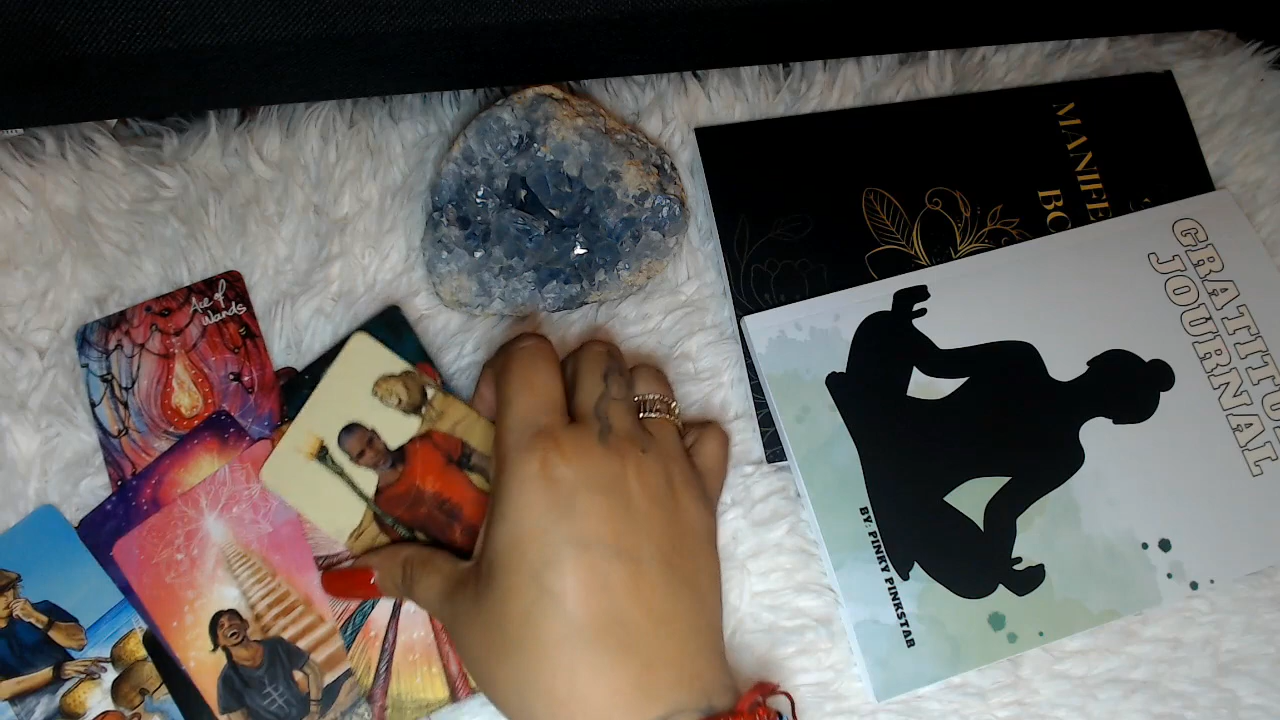 Ace of
Wands
MANIFE
BO
GRATITU
JOURNAL
BY: PINKY PINKSTAR